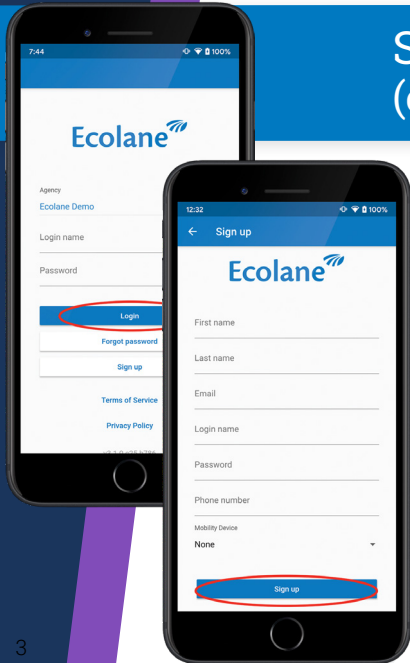 S
(
7:44
100%
Ecolane
Agency
Ecolane Demo
Login name
Password
Login
Forgot password
Sign up
Terms of Service
Privacy Policy
12:32
100%
Sign up
Ecolane
First name
Last name
Email
Login name
Password
Phone number
Mobility Device
None
Sign up
3